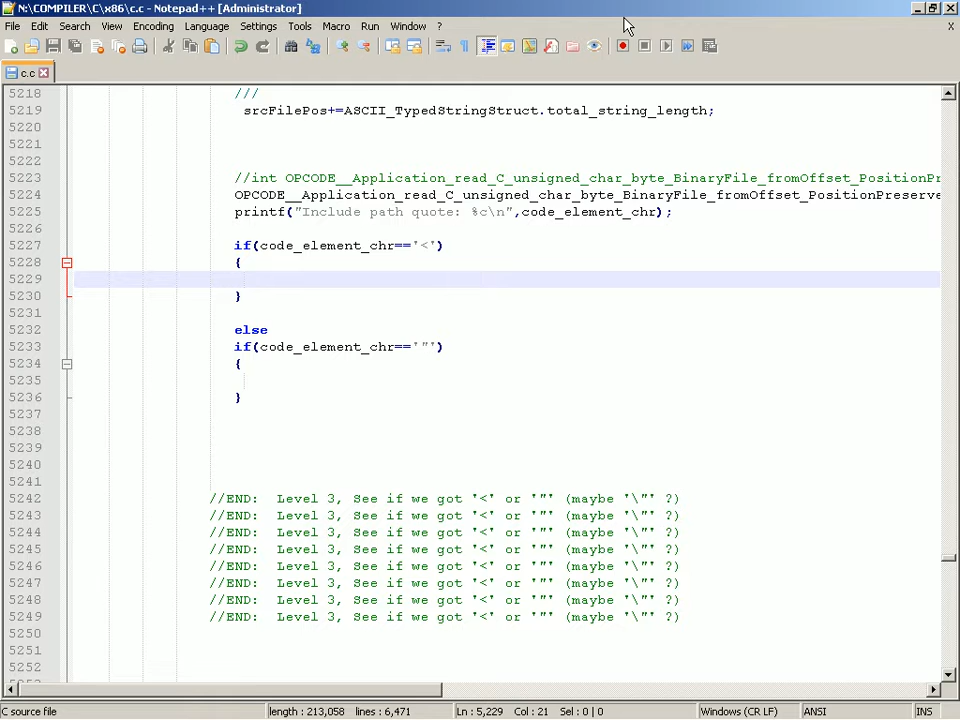 N:\COMPILER\C\x86\c.c - Notepad++ [Administrator]
File Edit Search View Encoding Language Settings Tools Macro Run Window ? X
c.c
5218 ///
5219 srcFilePos+=ASCII_TypedStringStruct.total_string_length;
5220
5221
5222
5223 //int OPCODE__Application_read_C_unsigned_char_byte_BinaryFile_fromOffset_PositionPr
5224 OPCODE__Application_read_C_unsigned_char_byte_BinaryFile_fromOffset_PositionPreserve
5225 printf("Include path quote: %c\n",code_element_chr);
5226
5227 if(code_element_chr=='<')
5228 {
5229
5230 }
5231
5232 else
5233 if(code_element_chr=='"')
5234 {
5235
5236 }
5237
5238
5239
5240
5241
5242 //END: Level 3, See if we got '<' or '"' (maybe '\"' ?)
5243 //END: Level 3, See if we got '<' or '"' (maybe '\"' ?)
5244 //END: Level 3, See if we got '<' or '"' (maybe '\"' ?)
5245 //END: Level 3, See if we got '<' or '"' (maybe '\"' ?)
5246 //END: Level 3, See if we got '<' or '"' (maybe '\"' ?)
5247 //END: Level 3, See if we got '<' or '"' (maybe '\"' ?)
5248 //END: Level 3, See if we got '<' or '"' (maybe '\"' ?)
5249 //END: Level 3, See if we got '<' or '"' (maybe '\"' ?)
5250
5251
5252
C source file length : 213,058 lines : 6,471 Ln : 5,229 Col : 21 Sel : 0 | 0 Windows (CR LF) ANSI INS